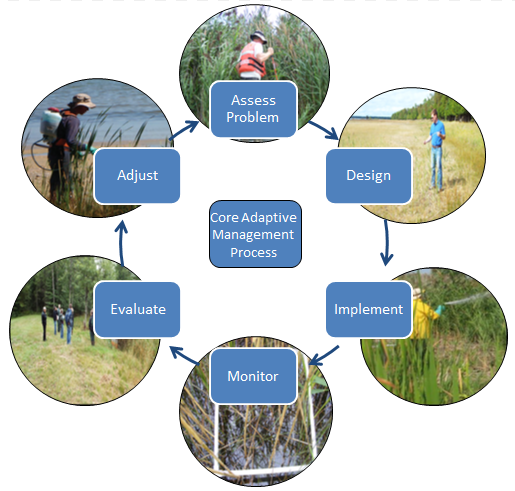 Assess
Problem
Design
Implement
Monitor
Evaluate
Adjust
Core Adaptive
Management
Process